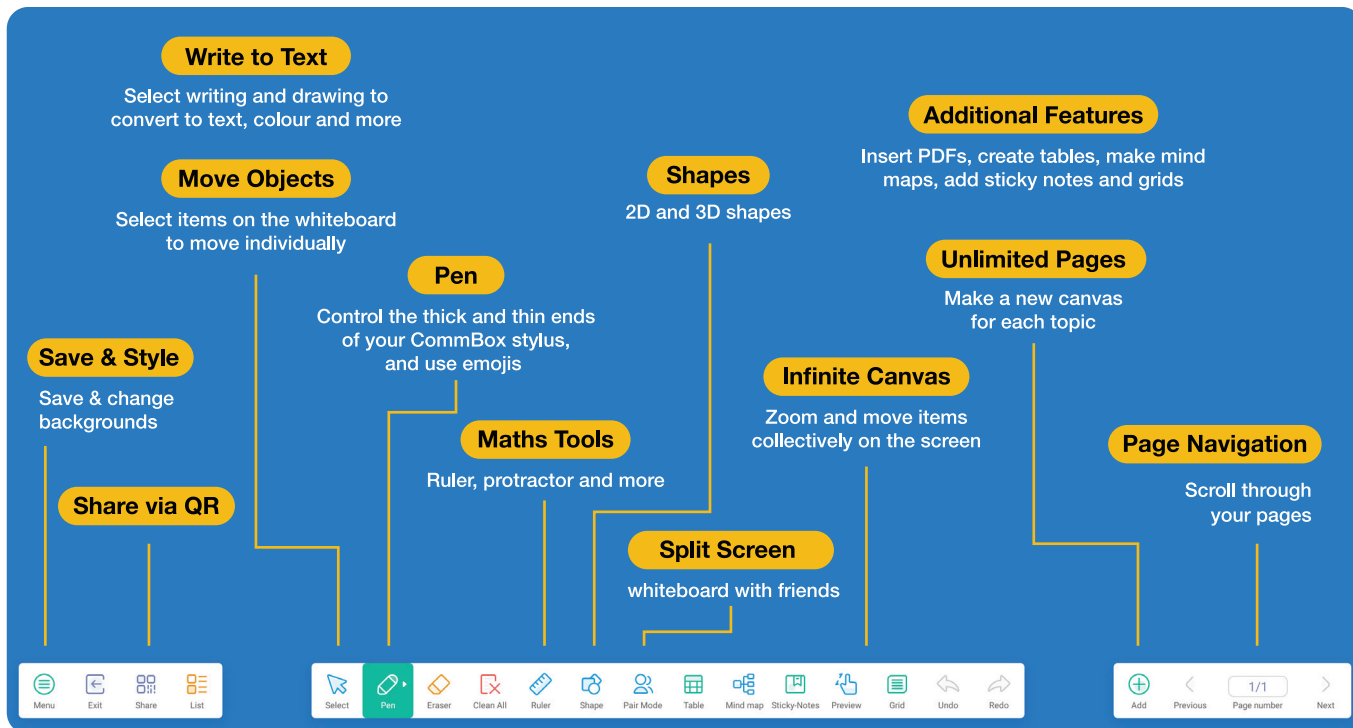 Write to Text
Select writing and drawing to
convert to text, colour and more
Move Objects
Select items on the whiteboard
to move individually
Pen
Control the thick and thin ends
of your CommBox stylus,
and use emojis
Save & Style
Save & change
backgrounds
Share via QR
Maths Tools
Ruler, protractor and more
Shapes
2D and 3D shapes
Split Screen
whiteboard with friends
Additional Features
Insert PDFs, create tables, make mind
maps, add sticky notes and grids
Unlimited Pages
Make a new canvas
for each topic
Infinite Canvas
Zoom and move items
collectively on the screen
Page Navigation
Scroll through
your pages
Menu Exit Share List
Select Pen Eraser Clean All Ruler Shape Pair Mode Table Mind map Sticky-Notes Preview Grid Undo Redo
1/1
Add Previous Page number Next